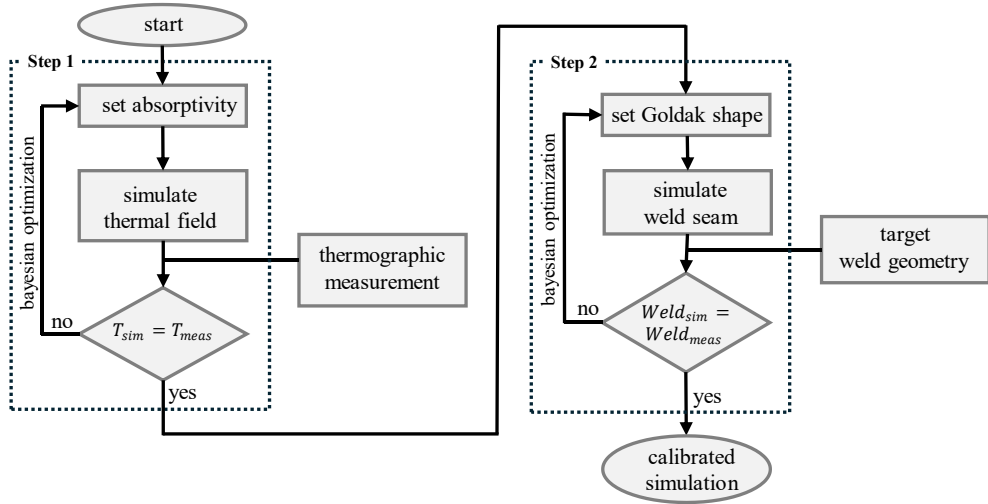 start
Step 1
set absorptivity
bayesian optimization
simulate
thermal field
thermographic
measurement
no
T_sim = T_meas
yes
Step 2
set Goldak shape
bayesian optimization
simulate
weld seam
target
weld geometry
no
Weld_sim =
Weld_meas
yes
calibrated
simulation